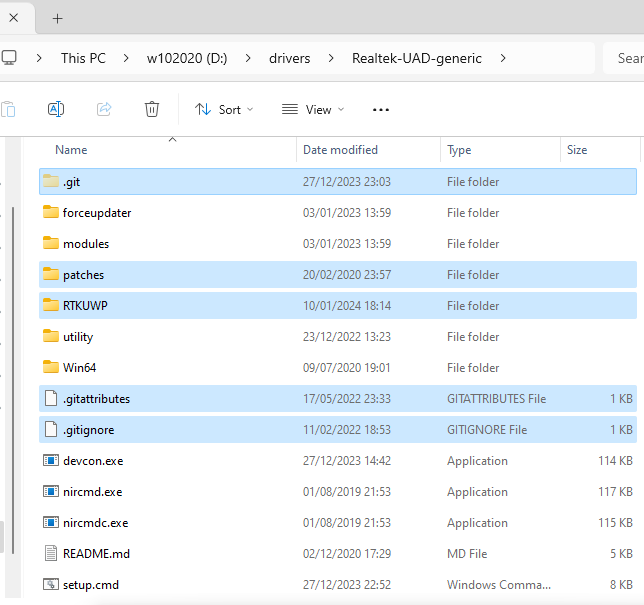 This PC > w102020 (D:) > drivers > Realtek-UAD-generic > Sear
Sort View ...
Name Date modified Type Size
.git 27/12/2023 23:03 File folder
forceupdater 03/01/2023 13:59 File folder
modules 03/01/2023 13:59 File folder
patches 20/02/2020 23:57 File folder
RTKUWP 10/01/2024 18:14 File folder
utility 23/12/2022 13:23 File folder
Win64 09/07/2020 19:01 File folder
.gitattributes 17/05/2022 23:33 GITATTRIBUTES File 1 KB
.gitignore 11/02/2022 18:53 GITIGNORE File 1 KB
devcon.exe 27/12/2023 14:42 Application 114 KB
nircmd.exe 01/08/2019 21:53 Application 117 KB
nircmdc.exe 01/08/2019 21:53 Application 115 KB
README.md 02/12/2020 17:29 MD File 5 KB
setup.cmd 27/12/2023 22:52 Windows Comma... 8 KB